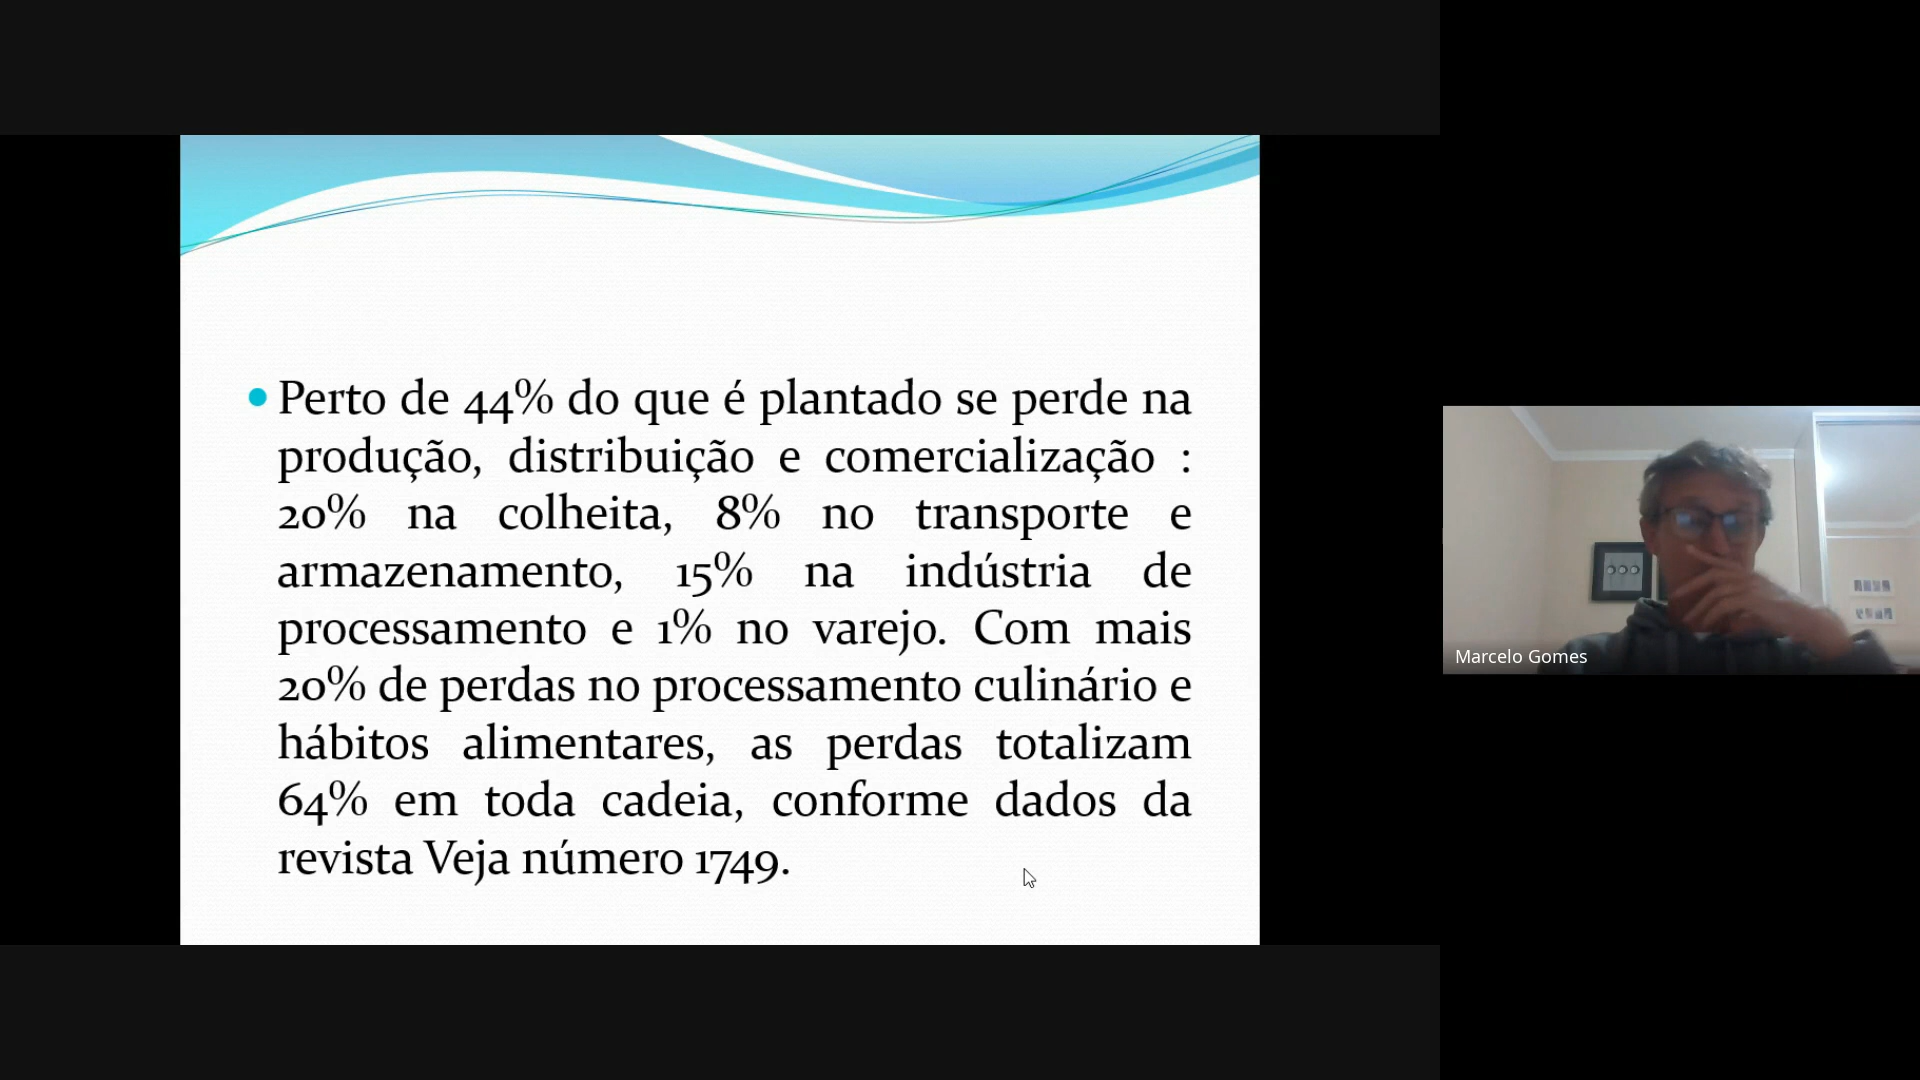 Perto de 44% do que é plantado se perde na
produção, distribuição e comercialização :
20% na colheita, 8% no transporte e
armazenamento, 15% na indústria de
processamento e 1% no varejo. Com mais
20% de perdas no processamento culinário e
hábitos alimentares, as perdas totalizam
64% em toda cadeia, conforme dados da
revista Veja número 1749.
Marcelo Gomes